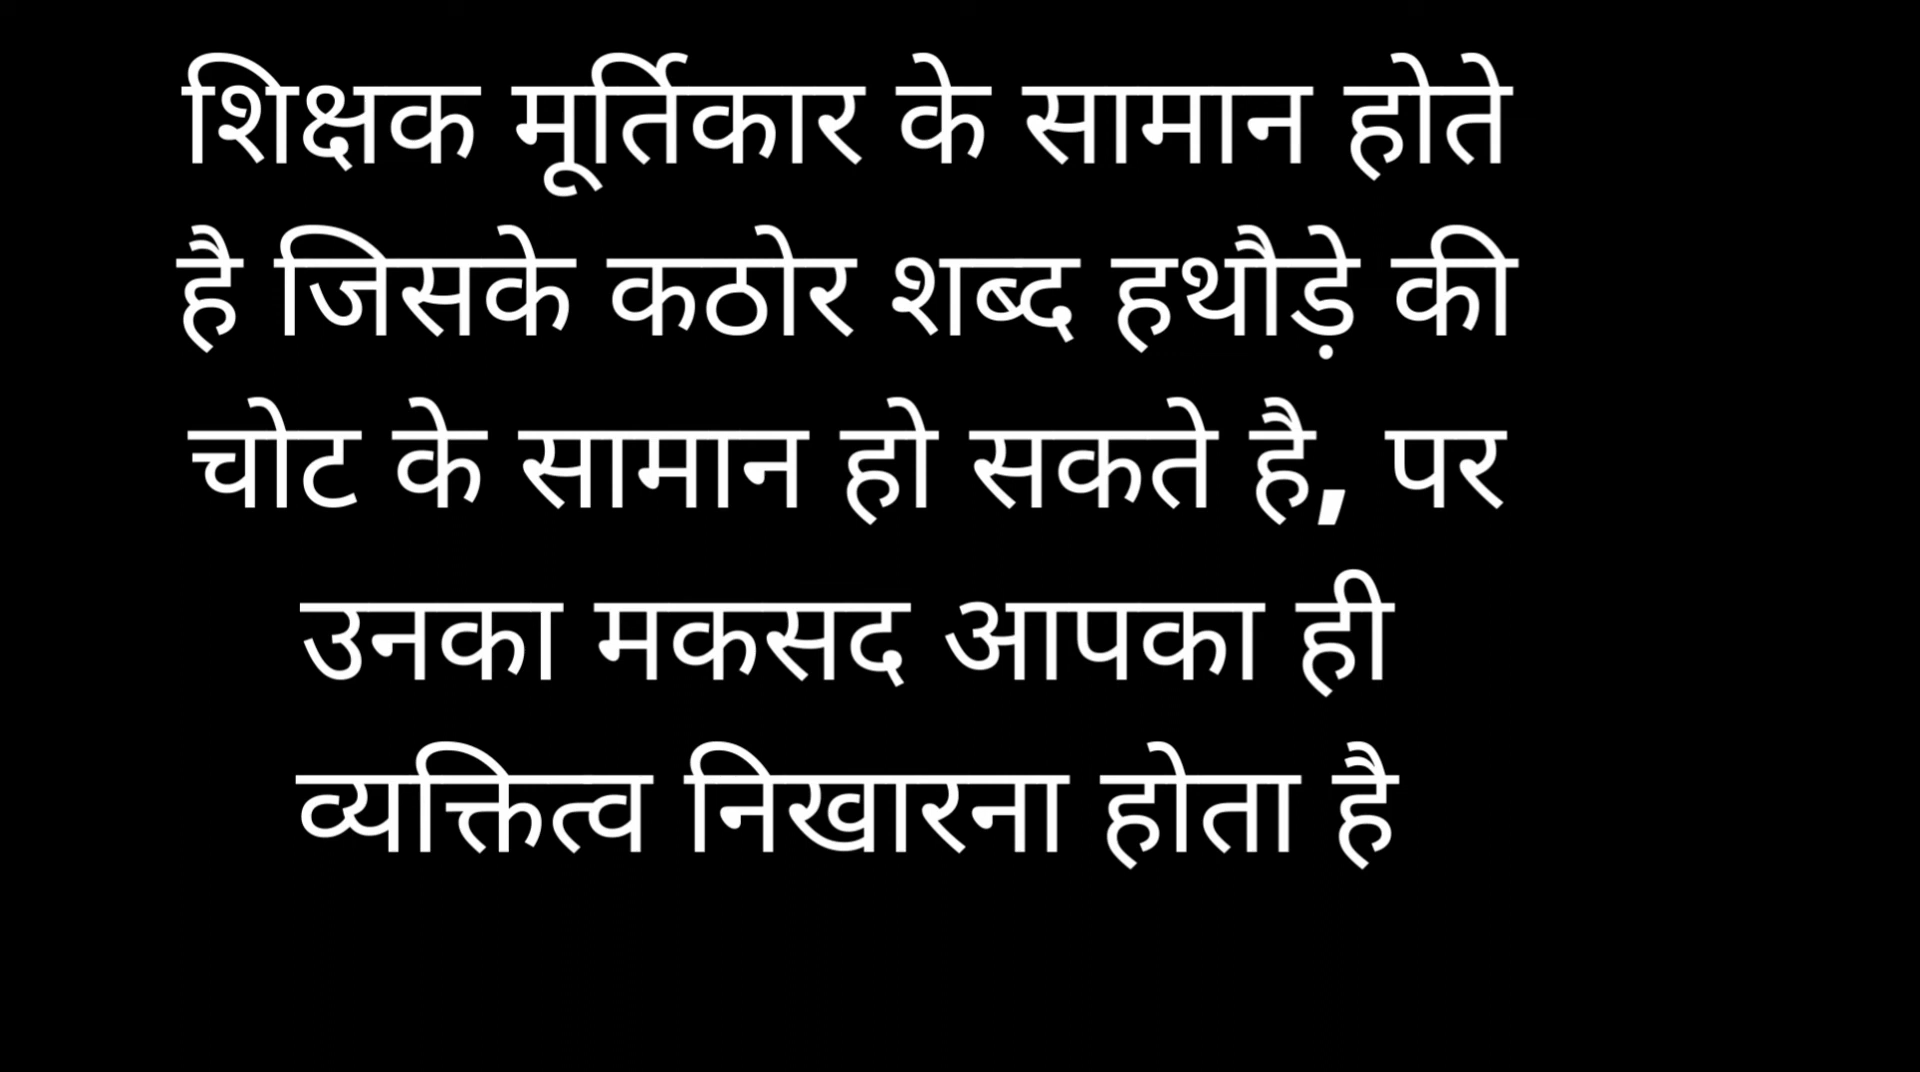 शिक्षक मूर्तिकार के सामान होते
है जिसके कठोर शब्द हथौड़े की
चोट के सामान हो सकते है, पर
उनका मकसद आपका ही
व्यक्तित्व निखारना होता है